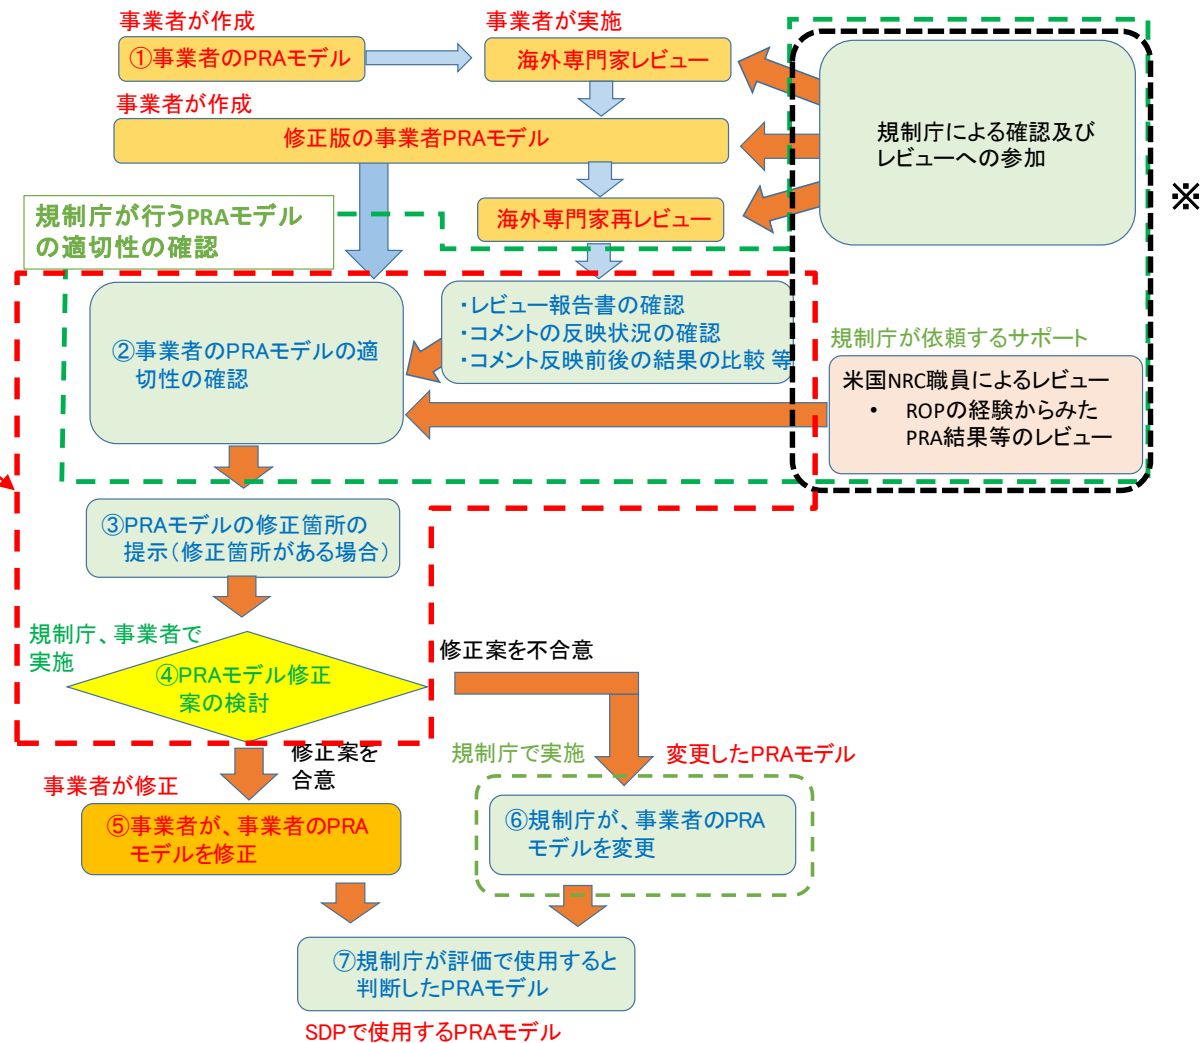 事業者が作成
①事業者のPRAモデル
事業者が実施
海外専門家レビュー
事業者が作成
修正版の事業者PRAモデル
規制庁による確認及び
レビューへの参加
※
海外専門家再レビュー
規制庁が行うPRAモデル
の適切性の確認
・レビュー報告書の確認
・コメントの反映状況の確認
・コメント反映前後の結果の比較 等
②事業者のPRAモデルの適
切性の確認
規制庁が依頼するサポート
米国NRC職員によるレビュー
• ROPの経験からみた
PRA結果等のレビュー
③PRAモデルの修正箇所の
提示(修正箇所がある場合)
規制庁、事業者で
実施
④PRAモデル修正
案の検討
修正案を不合意
修正案を
合意
規制庁で実施
変更したPRAモデル
事業者が修正
⑤事業者が、事業者のPRA
モデルを修正
⑥規制庁が、事業者のPRA
モデルを変更
⑦規制庁が評価で使用すると
判断したPRAモデル
SDPで使用するPRAモデル